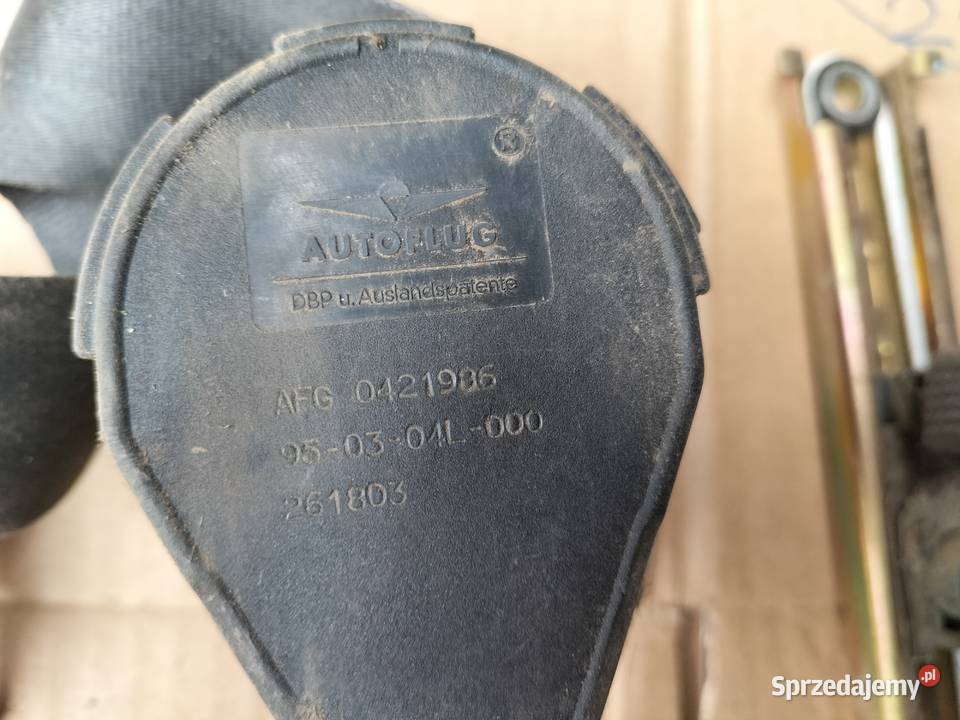 ®
AUTOFLUG
DBP u. Auslandspatente
AFG 0421986
95-03-04L-000
261803
Sprzedajemy.pl